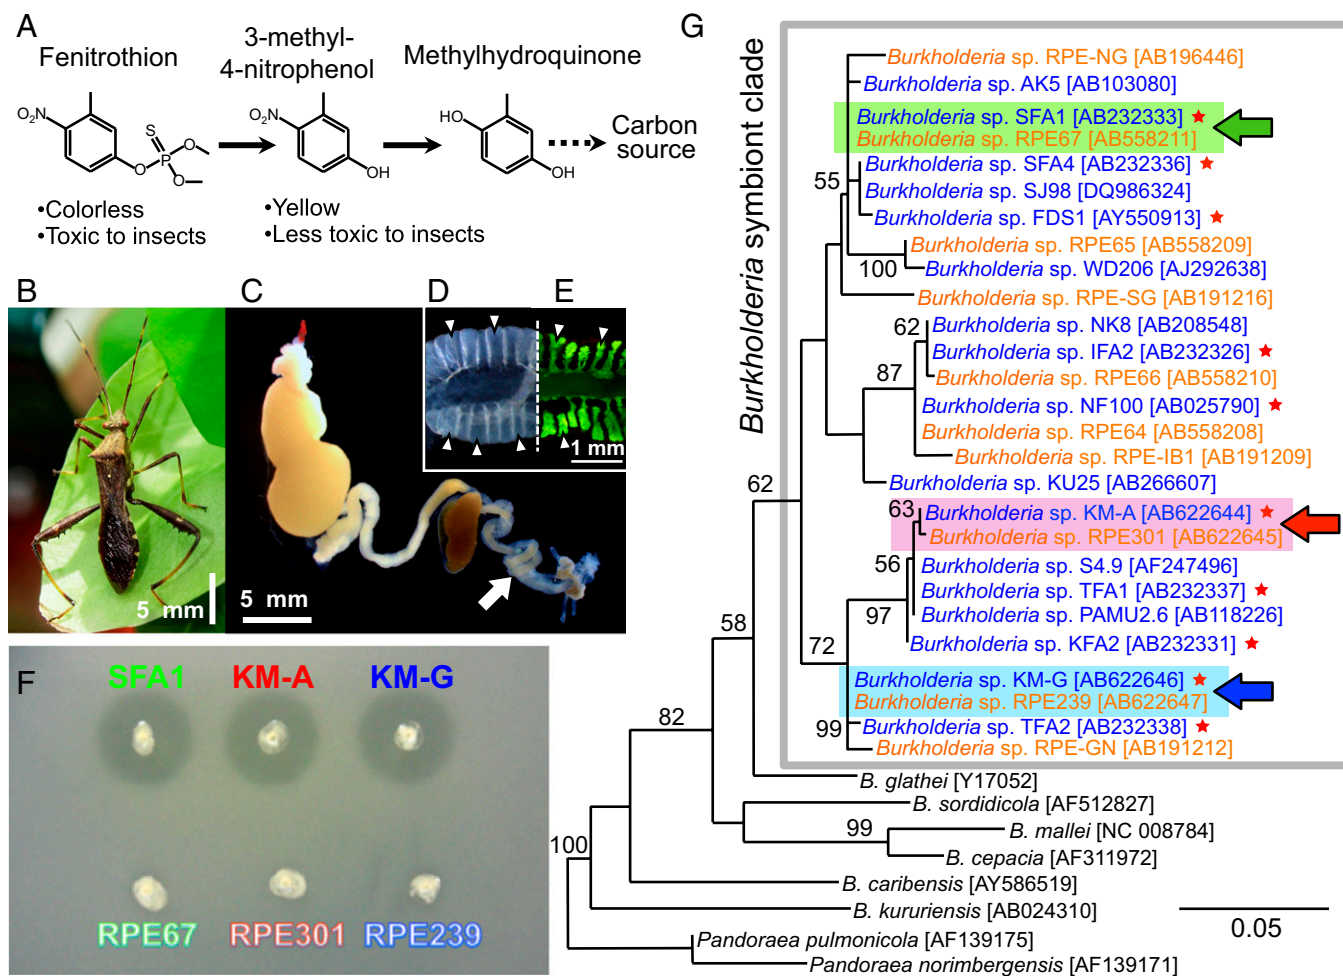 A
Fenitrothion
3-methyl-
4-nitrophenol
Methylhydroquinone
O₂N
S
P
O
O
O
O₂N
OH
HO
OH
Carbon
source
•Colorless
•Toxic to insects
•Yellow
•Less toxic to insects
B
5 mm
C
5 mm
D
E
1 mm
F
SFA1
KM-A
KM-G
RPE67
RPE301
RPE239
G
Burkholderia symbiont clade
Burkholderia sp. RPE-NG [AB196446]
Burkholderia sp. AK5 [AB103080]
Burkholderia sp. SFA1 [AB232333] ★
Burkholderia sp. RPE67 [AB558211]
Burkholderia sp. SFA4 [AB232336] ★
55
Burkholderia sp. SJ98 [DQ986324]
Burkholderia sp. FDS1 [AY550913] ★
Burkholderia sp. RPE65 [AB558209]
100
Burkholderia sp. WD206 [AJ292638]
Burkholderia sp. RPE-SG [AB191216]
62
Burkholderia sp. NK8 [AB208548]
Burkholderia sp. IFA2 [AB232326] ★
87
Burkholderia sp. RPE66 [AB558210]
Burkholderia sp. NF100 [AB025790] ★
Burkholderia sp. RPE64 [AB558208]
Burkholderia sp. RPE-IB1 [AB191209]
62
Burkholderia sp. KU25 [AB266607]
63
Burkholderia sp. KM-A [AB622644] ★
Burkholderia sp. RPE301 [AB622645]
56
Burkholderia sp. S4.9 [AF247496]
Burkholderia sp. TFA1 [AB232337] ★
97
Burkholderia sp. PAMU2.6 [AB118226]
58
72
Burkholderia sp. KFA2 [AB232331] ★
Burkholderia sp. KM-G [AB622646] ★
Burkholderia sp. RPE239 [AB622647]
82
99
Burkholderia sp. TFA2 [AB232338] ★
Burkholderia sp. RPE-GN [AB191212]
B. glathei [Y17052]
B. sordidicola [AF512827]
99
B. mallei [NC 008784]
100
B. cepacia [AF311972]
B. caribensis [AY586519]
B. kururiensis [AB024310]
0.05
Pandoraea pulmonicola [AF139175]
Pandoraea norimbergensis [AF139171]